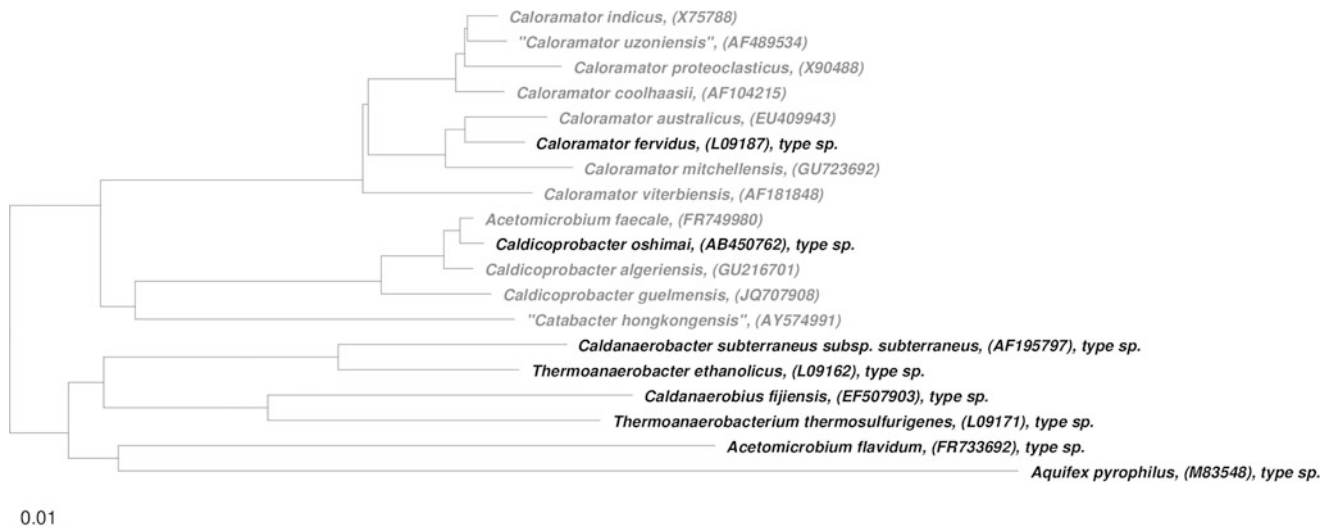 Caloramator indicus, (X75788)
"Caloramator uzoniensis", (AF489534)
Caloramator proteoclasticus, (X90488)
Caloramator coolhaasii, (AF104215)
Caloramator australicus, (EU409943)
Caloramator fervidus, (L09187), type sp.
Caloramator mitchellensis, (GU723692)
Caloramator viterbiensis, (AF181848)
Acetomicrobium faecale, (FR749980)
Caldicoprobacter oshimai, (AB450762), type sp.
Caldicoprobacter algeriensis, (GU216701)
Caldicoprobacter guelmensis, (JQ707908)
"Catabacter hongkongensis", (AY574991)
Caldanaerobacter subterraneus subsp. subterraneus, (AF195797), type sp.
Thermoanaerobacter ethanolicus, (L09162), type sp.
Caldanaerobius fijiensis, (EF507903), type sp.
Thermoanaerobacterium thermosulfurigenes, (L09171), type sp.
Acetomicrobium flavidum, (FR733692), type sp.
Aquifex pyrophilus, (M83548), type sp.
0.01